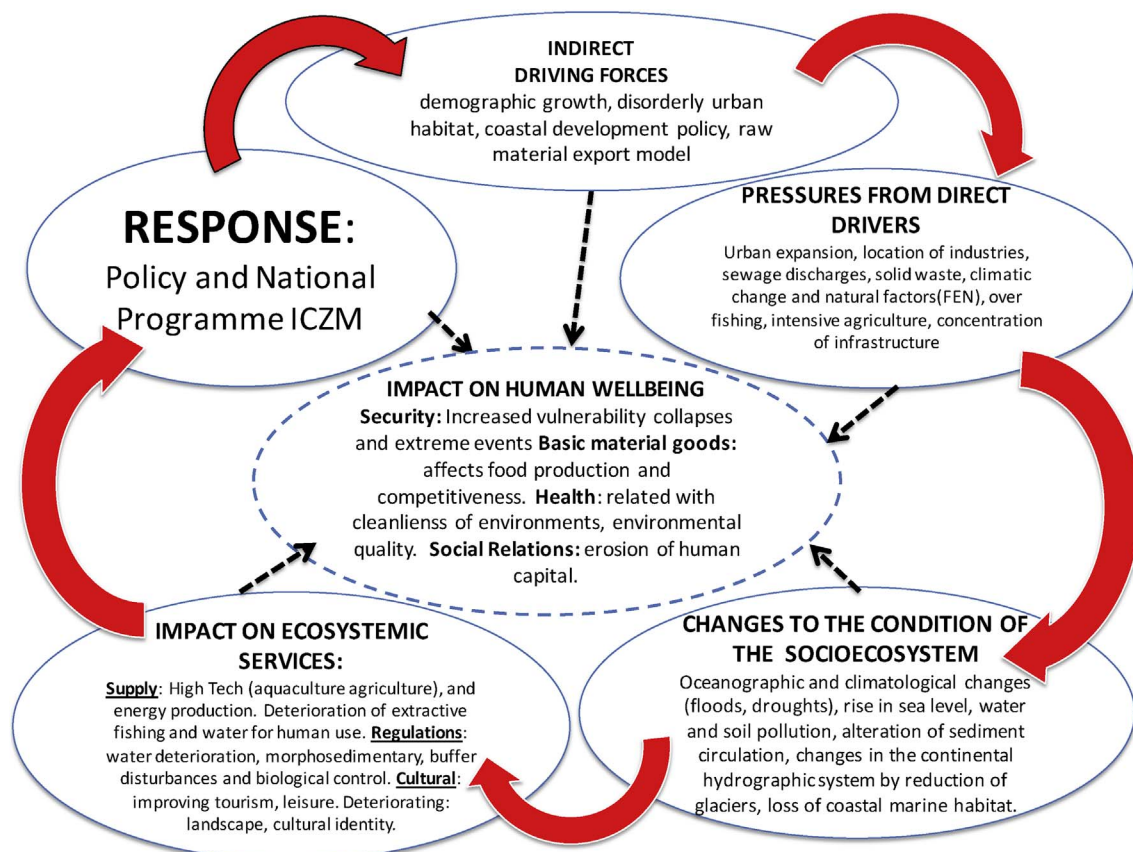 INDIRECT
DRIVING FORCES
demographic growth, disorderly urban
habitat, coastal development policy, raw
material export model
RESPONSE:
Policy and National
Programme ICZM
PRESSURES FROM DIRECT
DRIVERS
Urban expansion, location of industries,
sewage discharges, solid waste, climatic
change and natural factors(FEN), over
fishing, intensive agriculture, concentration
of infrastructure
IMPACT ON HUMAN WELLBEING
Security: Increased vulnerability collapses
and extreme events Basic material goods:
affects food production and
competitiveness. Health: related with
cleanlienss of environments, environmental
quality. Social Relations: erosion of human
capital.
IMPACT ON ECOSYSTEMIC
SERVICES:
Supply: High Tech (aquaculture agriculture), and
energy production. Deterioration of extractive
fishing and water for human use. Regulations:
water deterioration, morphosedimentary, buffer
disturbances and biological control. Cultural:
improving tourism, leisure. Deteriorating:
landscape, cultural identity.
CHANGES TO THE CONDITION OF
THE SOCIOECOSYSTEM
Oceanographic and climatological changes
(floods, droughts), rise in sea level, water
and soil pollution, alteration of sediment
circulation, changes in the continental
hydrographic system by reduction of
glaciers, loss of coastal marine habitat.